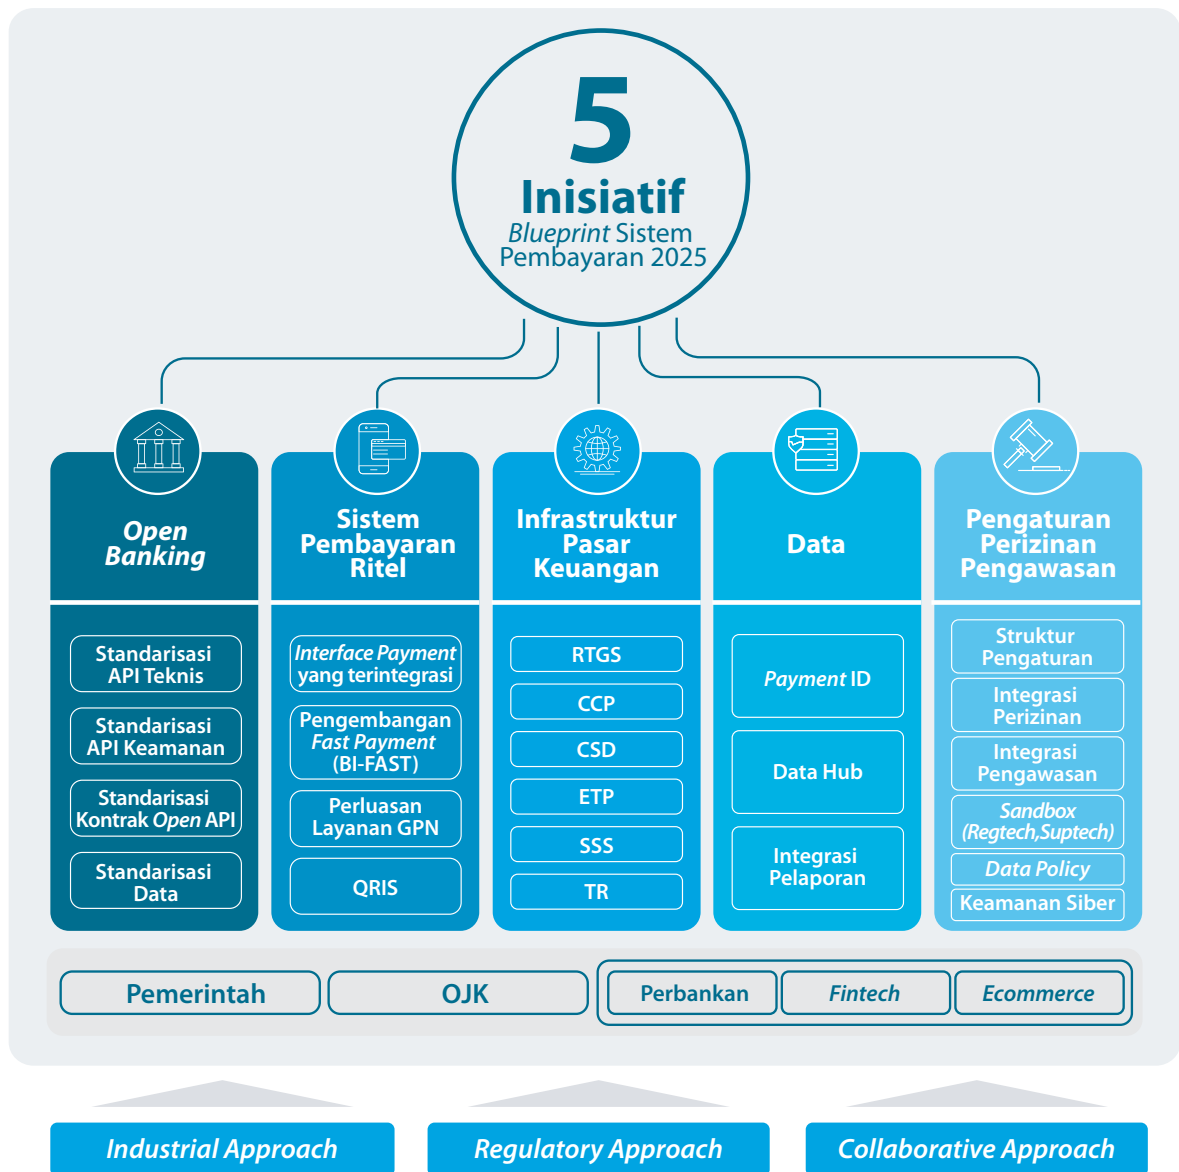 5
Inisiatif
Blueprint Sistem
Pembayaran 2025
Open
Banking
Standarisasi
API Teknis
Standarisasi
API Keamanan
Standarisasi
Kontrak Open API
Standarisasi
Data
Sistem
Pembayaran
Ritel
Interface Payment
yang terintegrasi
Pengembangan
Fast Payment
(BI-FAST)
Perluasan
Layanan GPN
QRIS
Infrastruktur
Pasar
Keuangan
RTGS
CCP
CSD
ETP
SSS
TR
Data
Payment ID
Data Hub
Integrasi
Pelaporan
Pengaturan
Perizinan
Pengawasan
Struktur
Pengaturan
Integrasi
Perizinan
Integrasi
Pengawasan
Sandbox
(Regtech,Suptech)
Data Policy
Keamanan Siber
Pemerintah
OJK
Perbankan
Fintech
Ecommerce
Industrial Approach
Regulatory Approach
Collaborative Approach